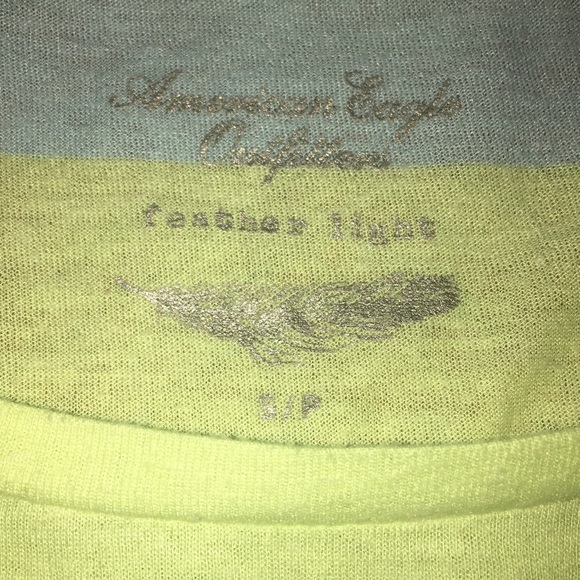 American Eagle
Outfitters
feather light
S/P